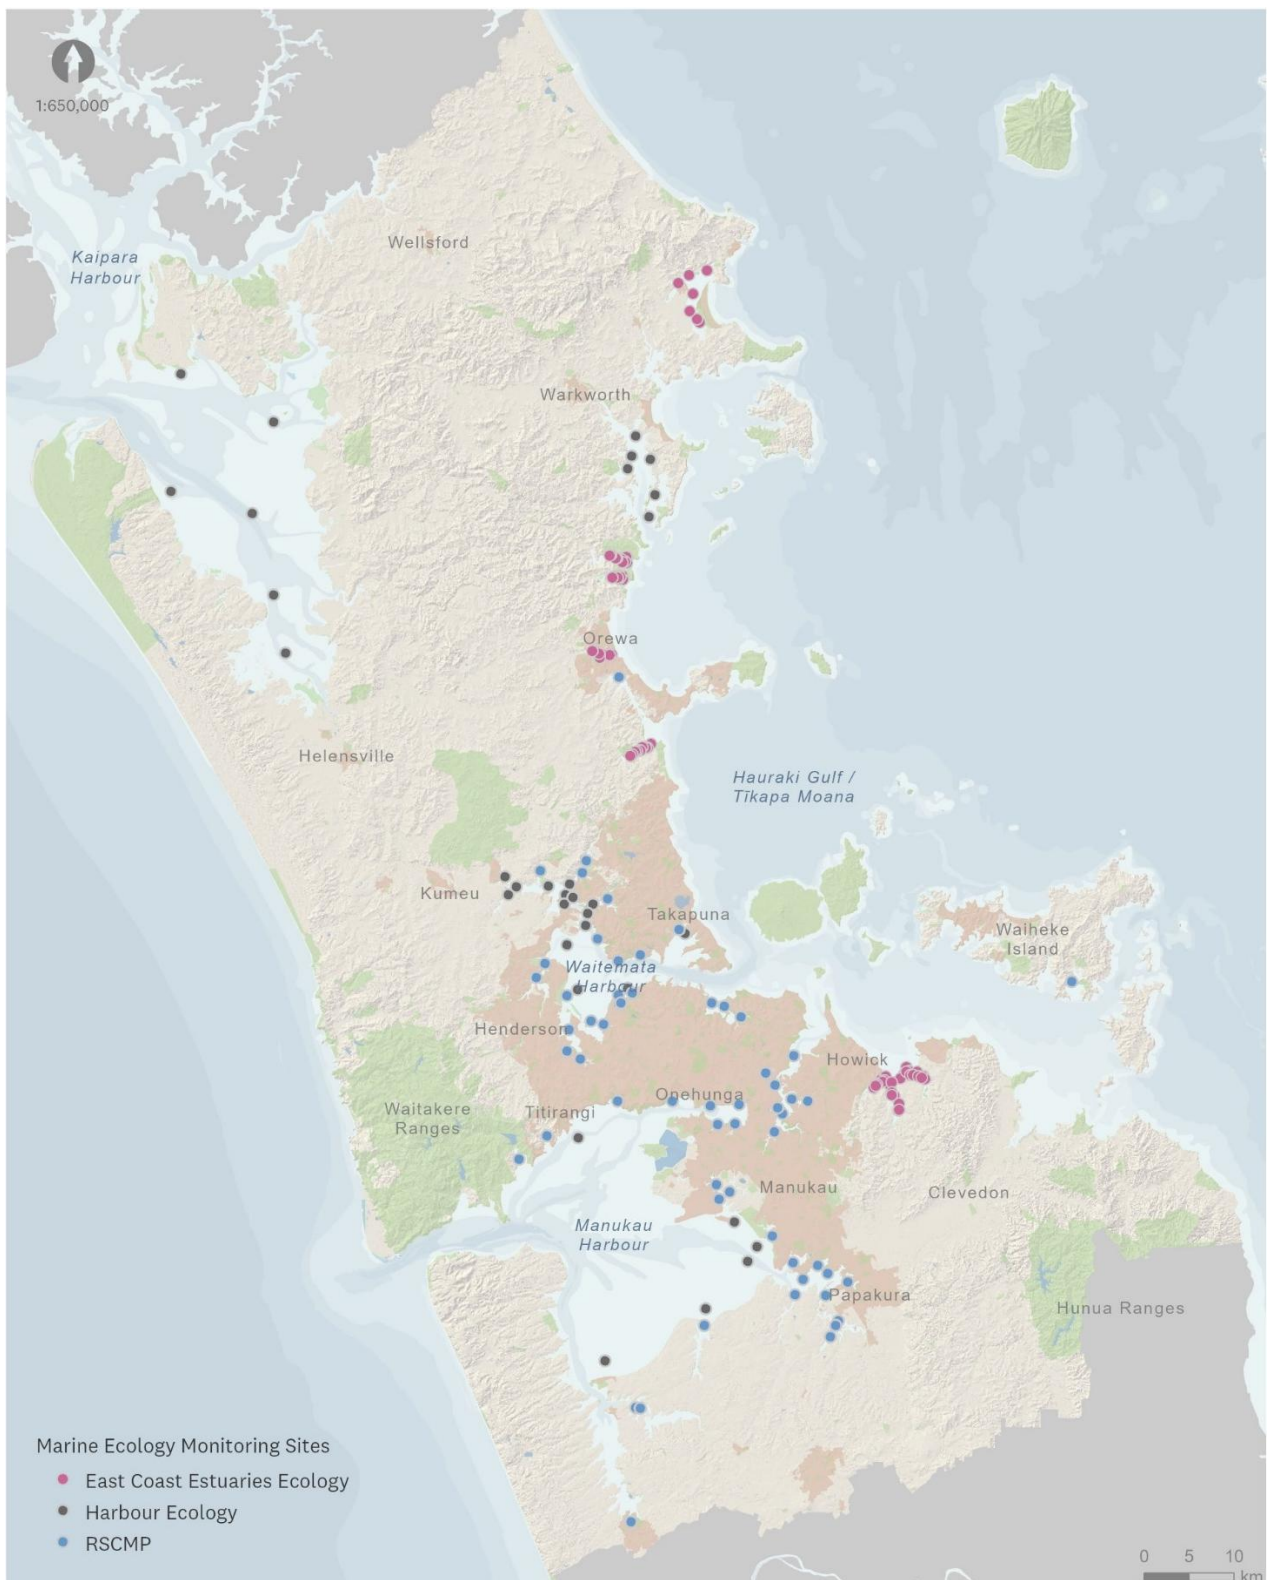 1:650,000
Kaipara
Harbour
Wellsford
Warkworth
Orewa
Helensville
Hauraki Gulf /
Tīkapa Moana
Kumeu
Takapuna
Waiheke
Island
Waitemata
Harbour
Henderson
Howick
Onehunga
Titirangi
Waitakere
Ranges
Manukau
Clevedon
Manukau
Harbour
Papakura
Hunua Ranges
Marine Ecology Monitoring Sites
East Coast Estuaries Ecology
Harbour Ecology
RSCMP
0 5 10
km